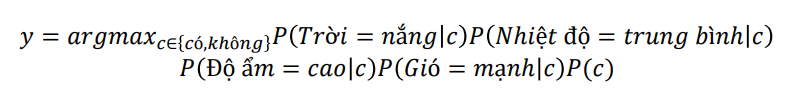 y = argmax_{c∈{có,không}}P(Trời = nắng|c)P(Nhiệt độ = trung bình|c)
P(Độ ẩm = cao|c)P(Gió = mạnh|c)P(c)